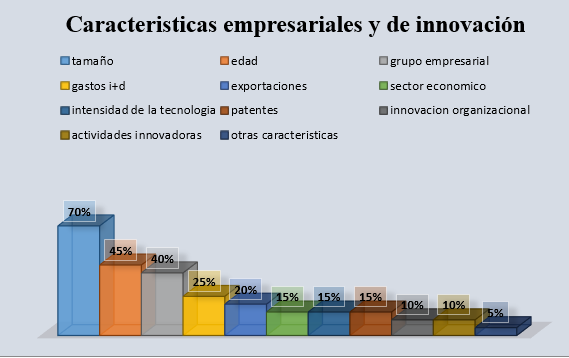 Caracteristicas empresariales y de innovación
tamaño edad grupo empresarial
gastos i+d exportaciones sector economico
intensidad de la tecnologia patentes innovacion organizacional
actividades innovadoras otras caracteristicas
70%
45%
40%
25%
20%
15%
15%
15%
10%
10%
5%